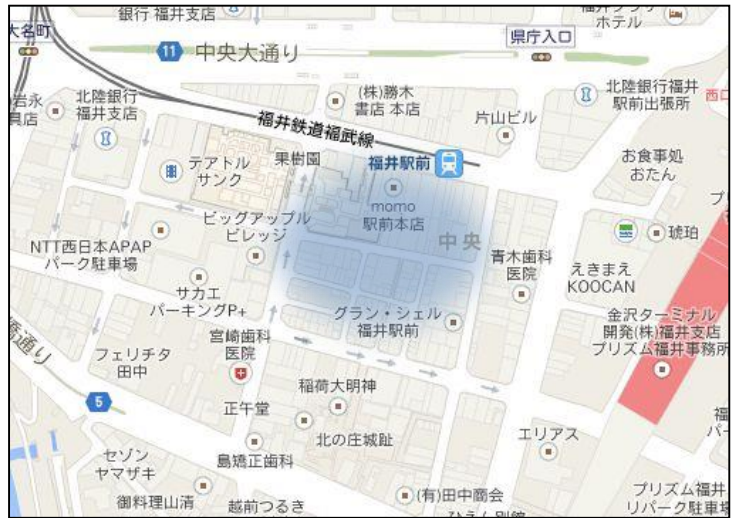 銀行 福井支店
ホテル
大名町
県庁入口
11
中央大通り
(株)勝木
書店 本店
北陸銀行福井
駅前出張所
西口
岩永
具店
北陸銀行
福井支店
片山ビル
福井鉄道福武線
果樹園
福井駅前
お食事処
おたん
テアトル
サンク
momo
駅前本店
ビッグアップル
ビレッジ
中央
琥珀
NTT西日本APAP
パーク駐車場
青木歯科
医院
えきまえ
KOOCAN
サカエ
パーキングP+
グラン・シェル
福井駅前
金沢ターミナル
開発(株)福井支店
プリズム福井事務所
宮崎歯科
医院
通り
フェリチタ
田中
稲荷大明神
5
正午堂
北の庄城趾
エリアス
島矯正歯科
セゾン
ヤマザキ
(有)田中商会
プリズム福井
リパーク駐車場
御料理山清
越前つるき